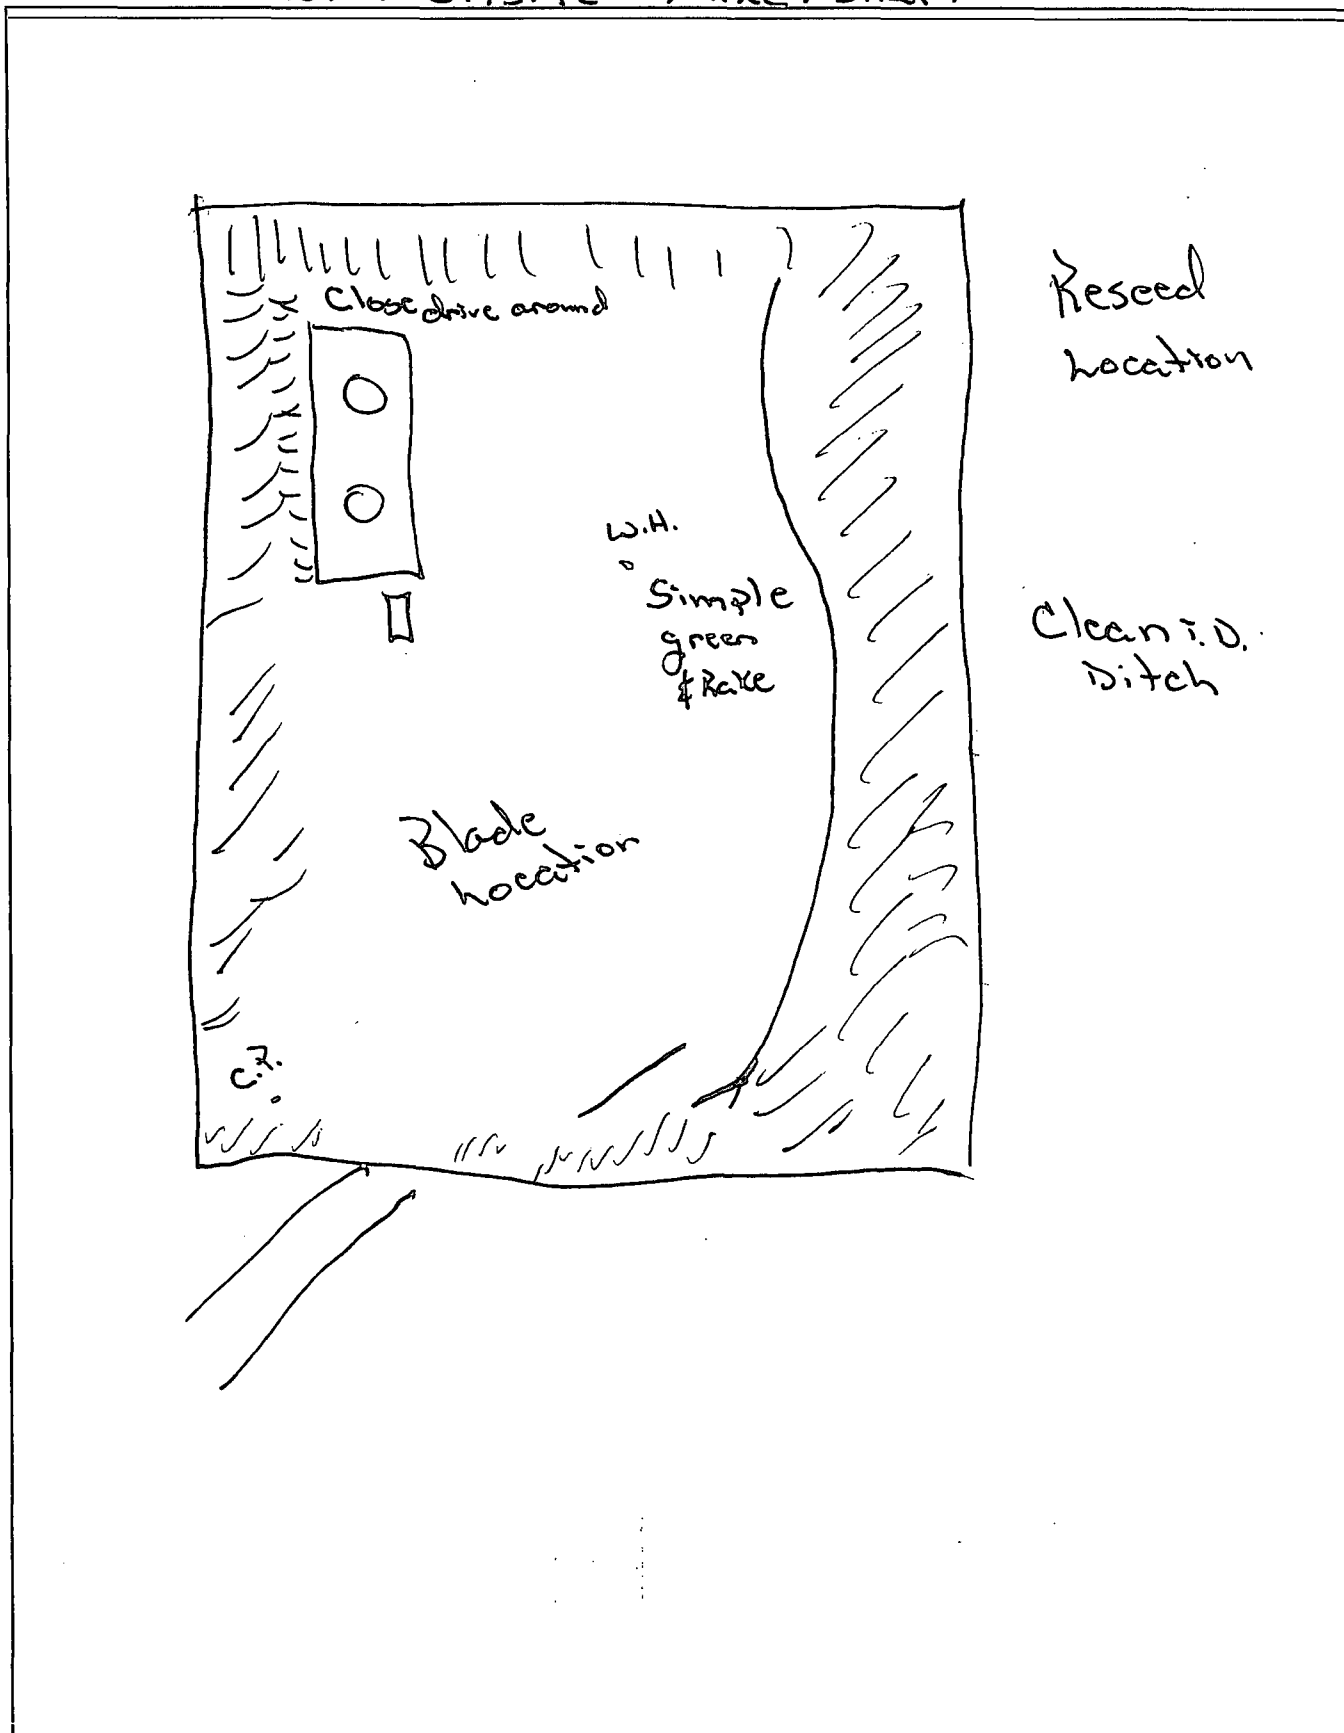 Close drive around
Reseed
Location
W.H.
Simple
green
& Rake
Clean I.D.
Ditch
Blade
Location